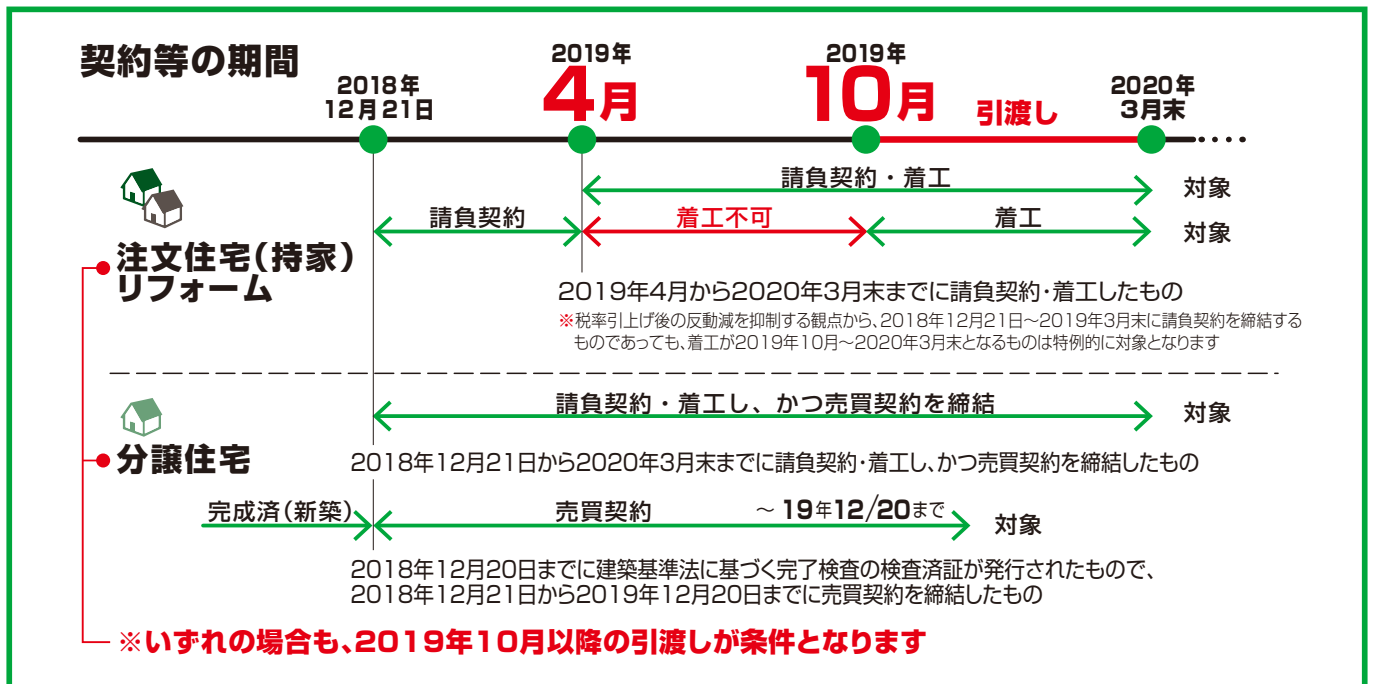 契約等の期間
2018年
12月21日
2019年
4月
2019年
10月
引渡し
2020年
3月末
請負契約・着工
対象
請負契約
着工不可
着工
対象
注文住宅(持家)
リフォーム
2019年4月から2020年3月末までに請負契約・着工したもの
※税率引上げ後の反動減を抑制する観点から、2018年12月21日～2019年3月末に請負契約を締結する
ものであっても、着工が2019年10月～2020年3月末となるものは特例的に対象となります
請負契約・着工し、かつ売買契約を締結
対象
分譲住宅
2018年12月21日から2020年3月末までに請負契約・着工し、かつ売買契約を締結したもの
完成済(新築)
売買契約
～19年12/20まで
対象
2018年12月20日までに建築基準法に基づく完了検査の検査済証が発行されたもので、
2018年12月21日から2019年12月20日までに売買契約を締結したもの
※いずれの場合も、2019年10月以降の引渡しが条件となります